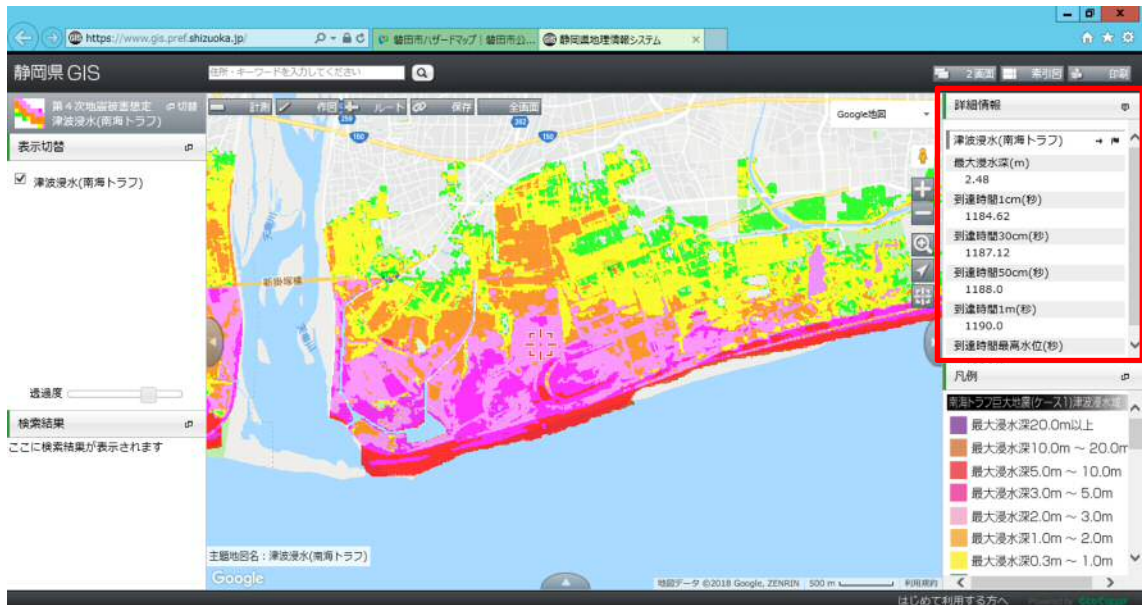 https://www.gis.pref.shizuoka.jp/
磐田市ハザードマップ | 磐田市公...
静岡県地理情報システム
静岡県GIS
住所・キーワードを入力してください
2画面
索引図
印刷
第4次地震被害想定
切替
津波浸水(南海トラフ)
表示切替
津波浸水(南海トラフ)
透過度
検索結果
ここに検索結果が表示されます
計測
作図
ルート
保存
全画面
Google地図
259
150
262
150
新掛塚橋
天竜川
主題地図名:津波浸水(南海トラフ)
Google
地図データ ©2018 Google, ZENRIN
500 m
利用規約
詳細情報
津波浸水(南海トラフ)
最大浸水深(m)
2.48
到達時間1cm(秒)
1184.62
到達時間30cm(秒)
1187.12
到達時間50cm(秒)
1188.0
到達時間1m(秒)
1190.0
到達時間最高水位(秒)
凡例
南海トラフ巨大地震(ケース1)津波浸水域
最大浸水深20.0m以上
最大浸水深10.0m ~ 20.0m
最大浸水深5.0m ~ 10.0m
最大浸水深3.0m ~ 5.0m
最大浸水深2.0m ~ 3.0m
最大浸水深1.0m ~ 2.0m
最大浸水深0.3m ~ 1.0m
はじめて利用する方へ